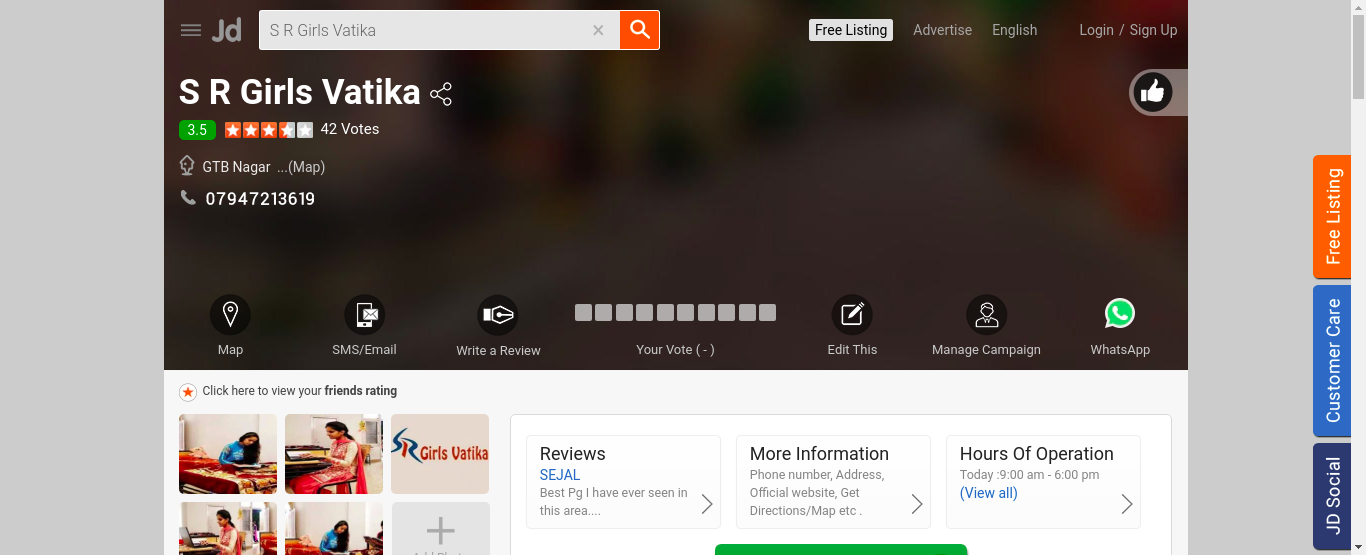 Jd
S R Girls Vatika
Free Listing
Advertise
English
Login / Sign Up
S R Girls Vatika
3.5
42 Votes
GTB Nagar ...(Map)
07947213619
Map
SMS/Email
Write a Review
Your Vote ( - )
Edit This
Manage Campaign
WhatsApp
Free Listing
Customer Care
JD Social
Click here to view your friends rating
SR Girls Vatika
Reviews
SEJAL
Best Pg I have ever seen in
this area....
More Information
Phone number, Address,
Official website, Get
Directions/Map etc .
Hours Of Operation
Today :9:00 am - 6:00 pm
(View all)